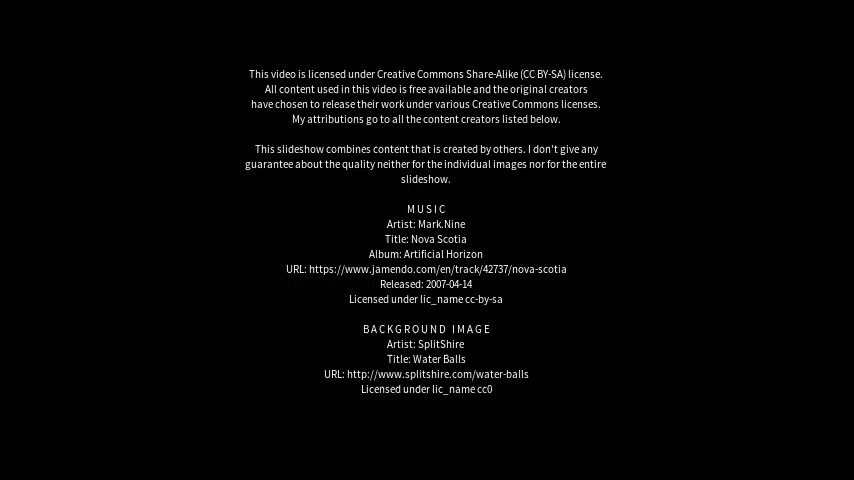 This video is licensed under Creative Commons Share-Alike (CC BY-SA) license.
All content used in this video is free available and the original creators
have chosen to release their work under various Creative Commons licenses.
My attributions go to all the content creators listed below.
This slideshow combines content that is created by others. I don't give any
guarantee about the quality neither for the individual images nor for the entire
slideshow.
MUSIC
Artist: Mark.Nine
Title: Nova Scotia
Album: Artificial Horizon
URL: https://www.jamendo.com/en/track/42737/nova-scotia
Released: 2007-04-14
Licensed under lic_name cc-by-sa
BACKGROUND IMAGE
Artist: SplitShire
Title: Water Balls
URL: http://www.splitshire.com/water-balls
Licensed under lic_name cc0